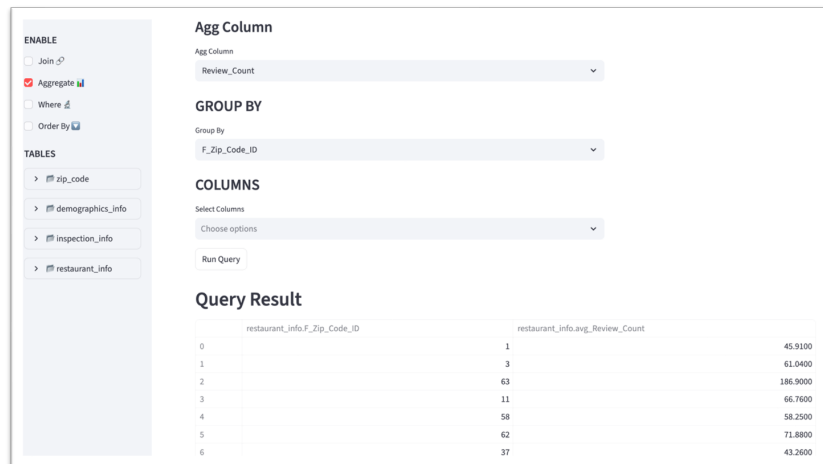 ENABLE
Join
Aggregate
Where
Order By
TABLES
zip_code
demographics_info
inspection_info
restaurant_info
Agg Column
Agg Column
Review_Count
GROUP BY
Group By
F_Zip_Code_ID
COLUMNS
Select Columns
Choose options
Run Query
Query Result
restaurant_info.F_Zip_Code_ID restaurant_info.avg_Review_Count
0 1 45.9100
1 3 61.0400
2 63 186.9000
3 11 66.7600
4 58 58.2500
5 62 71.8800
6 37 43.2600